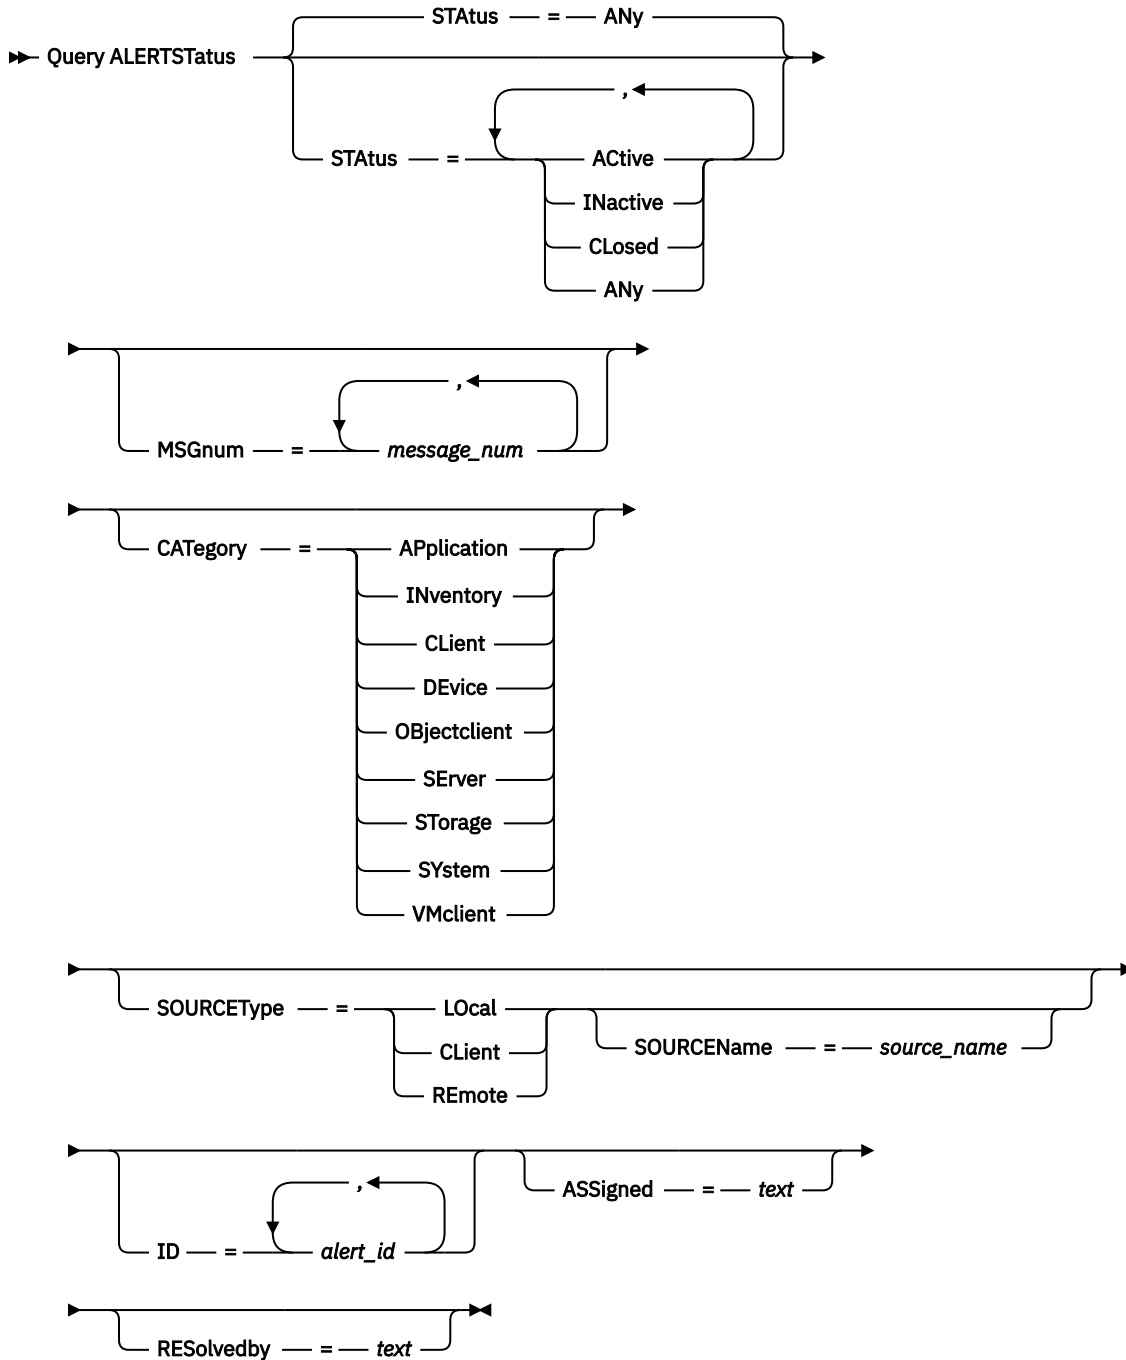 STAtus = ANy
Query ALERTSTatus
,
STAtus = ACtive
INactive
CLosed
ANy
,
MSGnum = message_num
CATegory = APplication
INventory
CLient
DEvice
OBjectclient
SErver
STorage
SYstem
VMclient
SOURCEType = LOcal
CLient
REmote
SOURCEName = source_name
,
ID = alert_id
ASSigned = text
RESolvedby = text